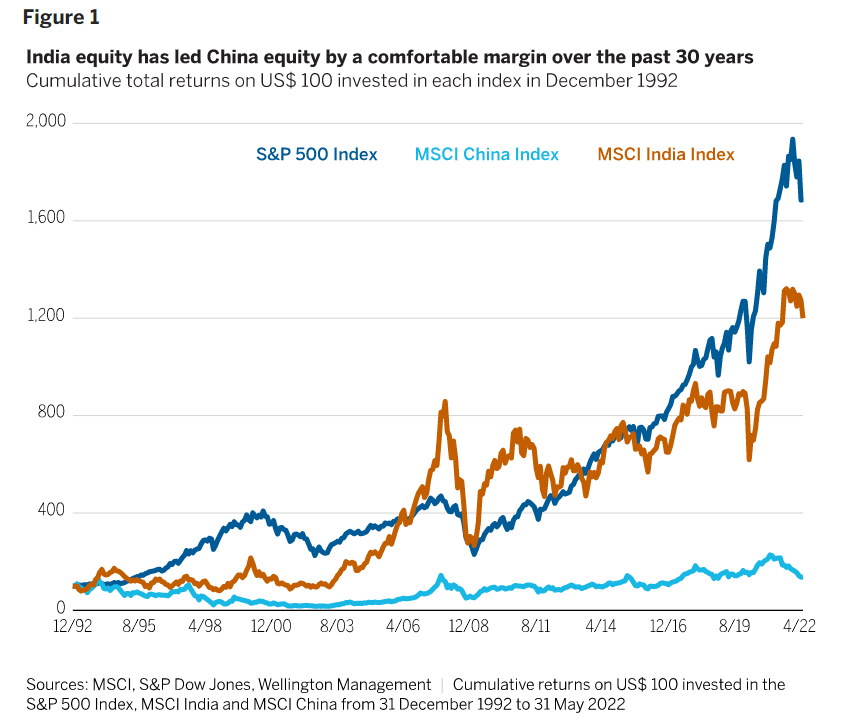 Figure 1
India equity has led China equity by a comfortable margin over the past 30 years
Cumulative total returns on US$ 100 invested in each index in December 1992
2,000
S&P 500 Index MSCI China Index MSCI India Index
1,600
1,200
800
400
0
12/92 8/95 4/98 12/00 8/03 4/06 12/08 8/11 4/14 12/16 8/19 4/22
Sources: MSCI, S&P Dow Jones, Wellington Management | Cumulative returns on US$ 100 invested in the
S&P 500 Index, MSCI India and MSCI China from 31 December 1992 to 31 May 2022